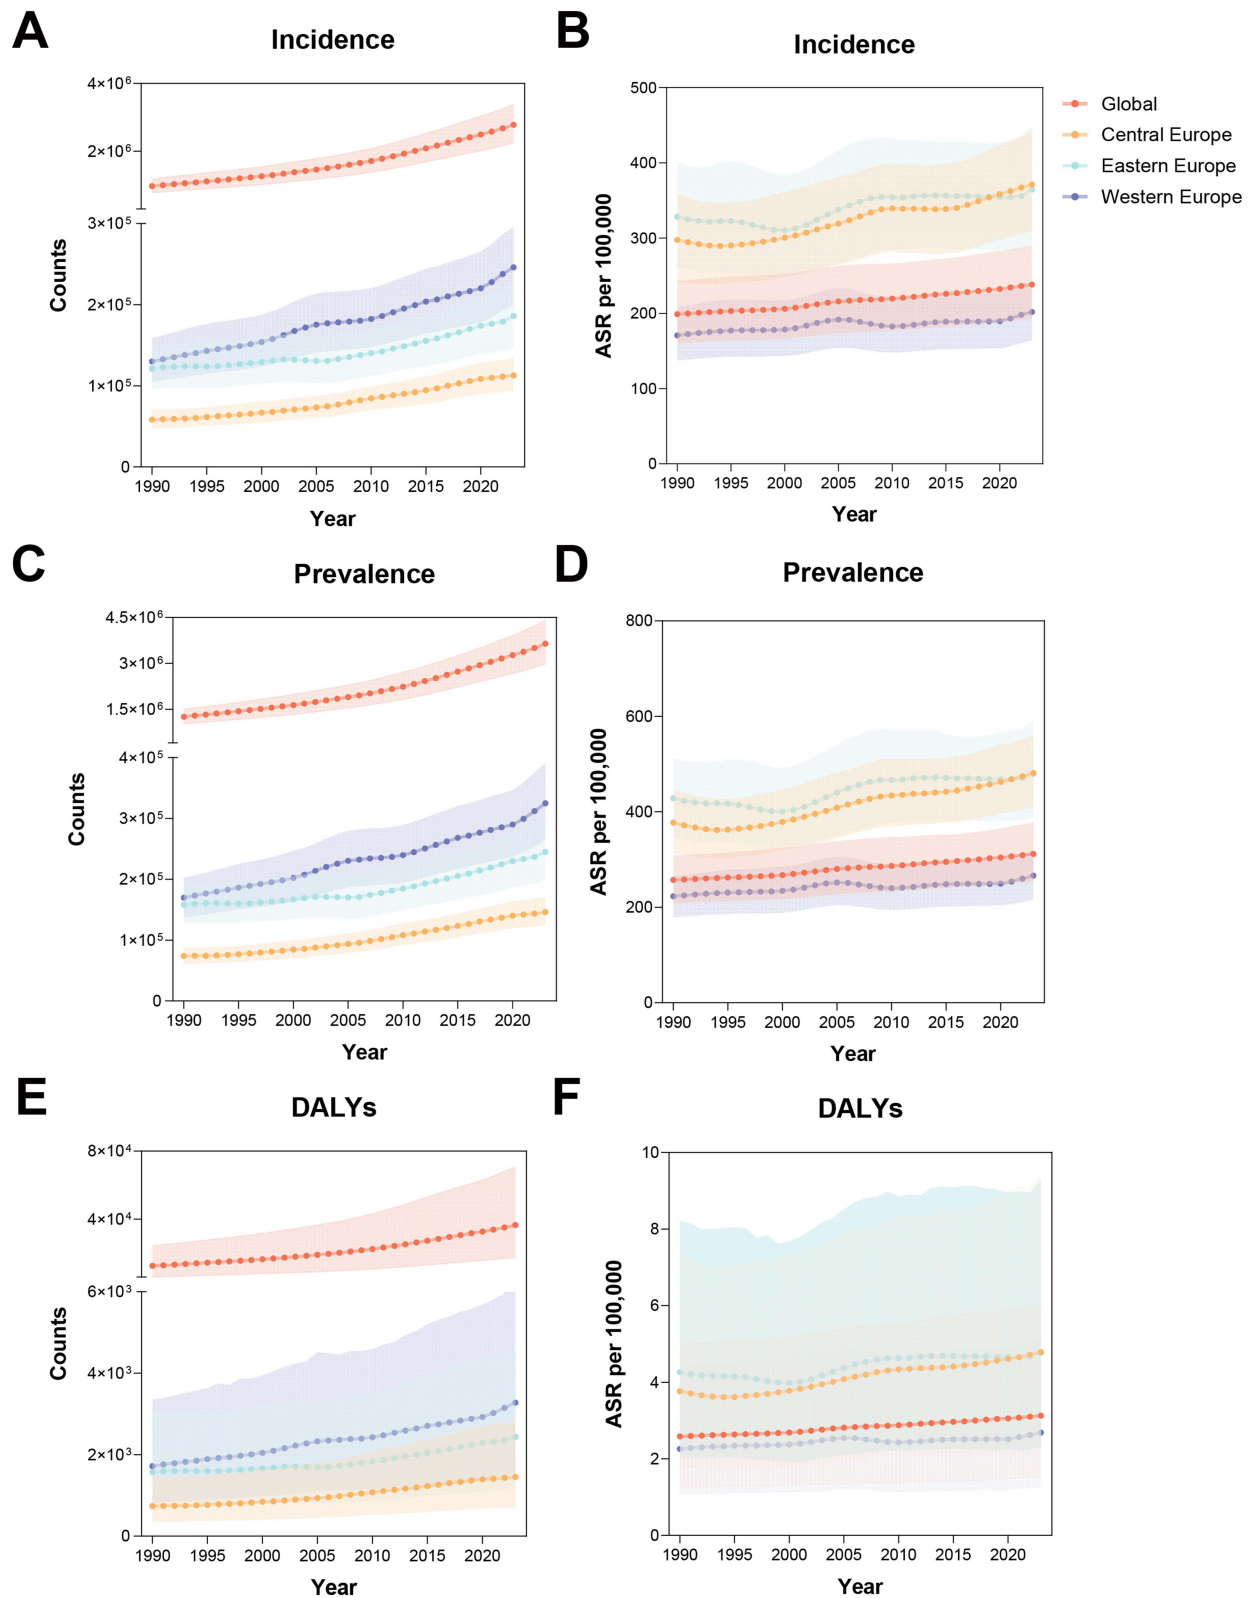 A
Incidence
4×10⁶
2×10⁶
3×10⁵
2×10⁵
1×10⁵
0
Counts
1990 1995 2000 2005 2010 2015 2020
Year
B
Incidence
500
400
300
200
100
0
ASR per 100,000
1990 1995 2000 2005 2010 2015 2020
Year
Global
Central Europe
Eastern Europe
Western Europe
C
Prevalence
4.5×10⁶
3×10⁶
1.5×10⁶
4×10⁵
3×10⁵
2×10⁵
1×10⁵
0
Counts
1990 1995 2000 2005 2010 2015 2020
Year
D
Prevalence
800
600
400
200
0
ASR per 100,000
1990 1995 2000 2005 2010 2015 2020
Year
E
DALYs
8×10⁴
4×10⁴
6×10³
4×10³
2×10³
0
Counts
1990 1995 2000 2005 2010 2015 2020
Year
F
DALYs
10
8
6
4
2
0
ASR per 100,000
1990 1995 2000 2005 2010 2015 2020
Year